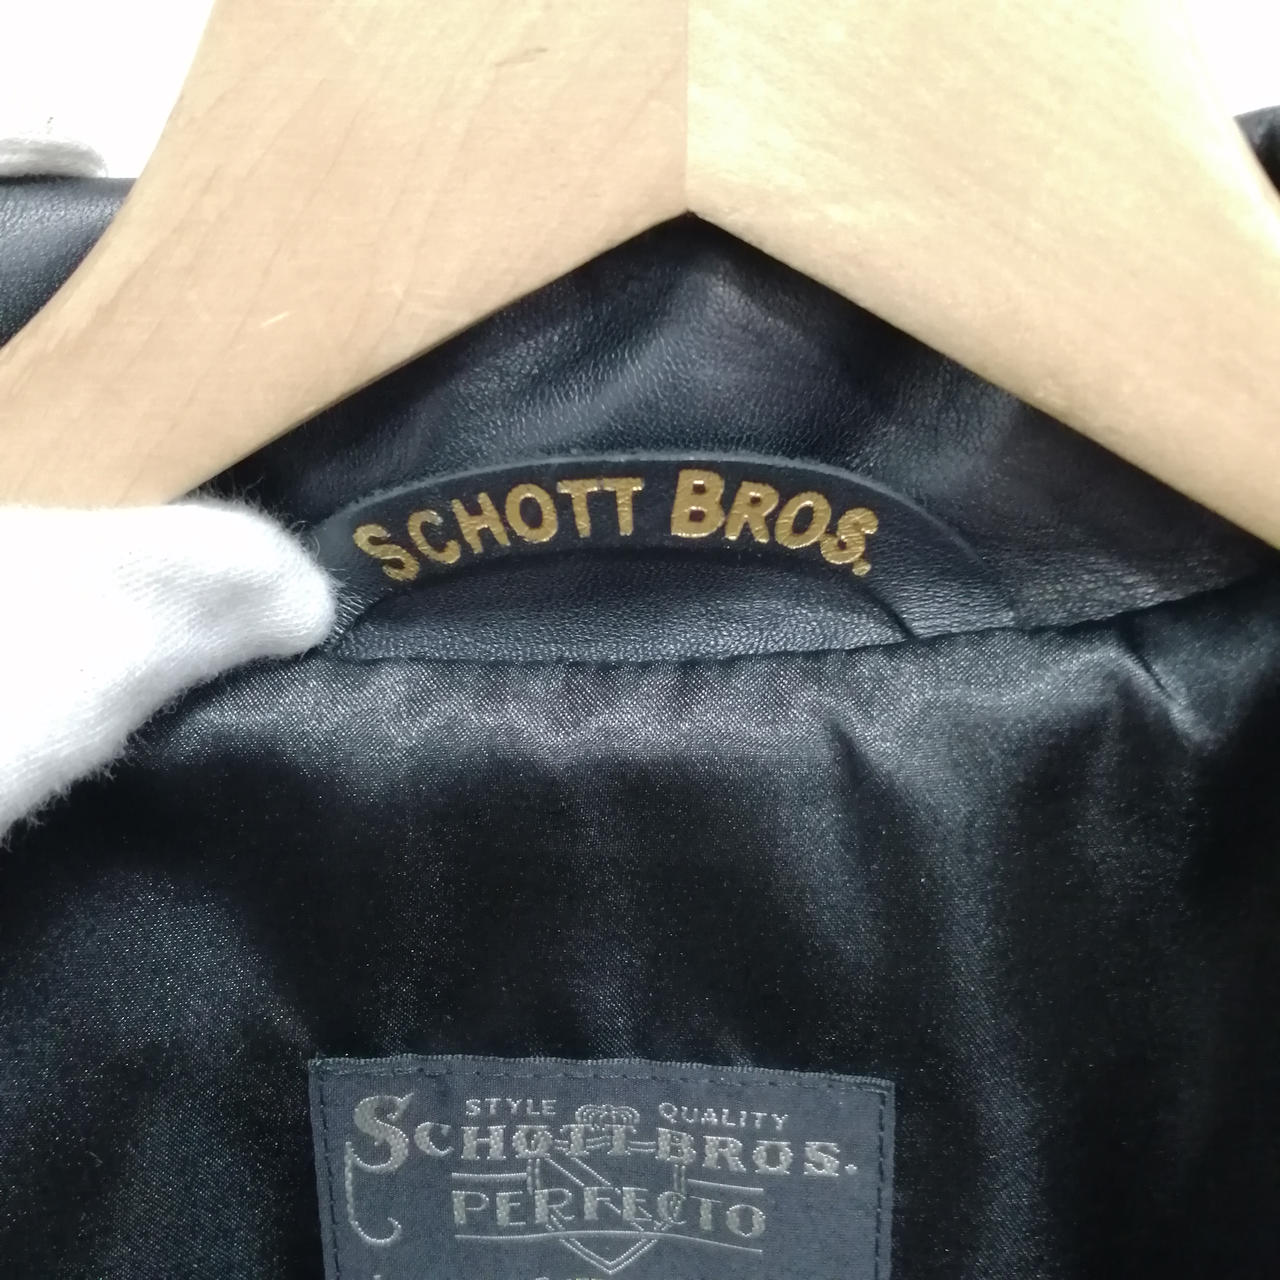 SCHOTT BROS.
STYLE QUALITY
SCHOTT BROS.
PERFECTO